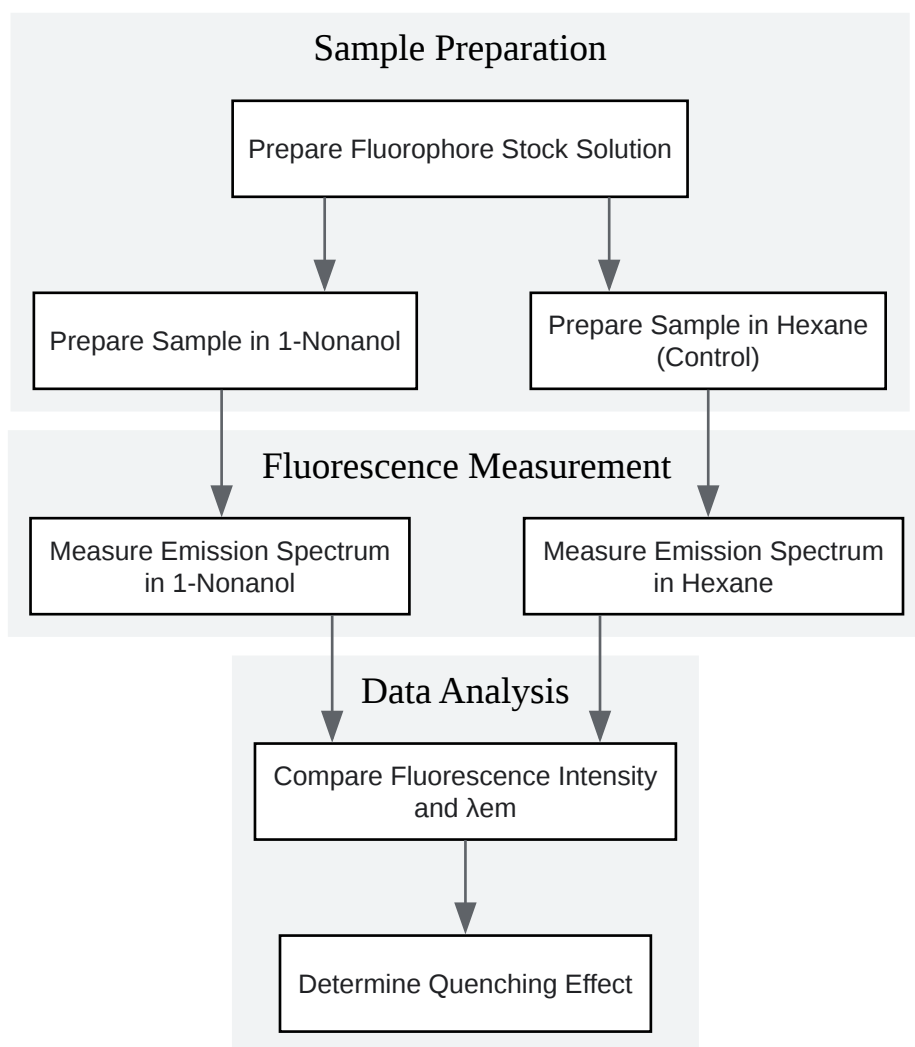 Sample Preparation
Prepare Fluorophore Stock Solution
Prepare Sample in 1-Nonanol
Prepare Sample in Hexane
(Control)
Fluorescence Measurement
Measure Emission Spectrum
in 1-Nonanol
Measure Emission Spectrum
in Hexane
Data Analysis
Compare Fluorescence Intensity
and λem
Determine Quenching Effect